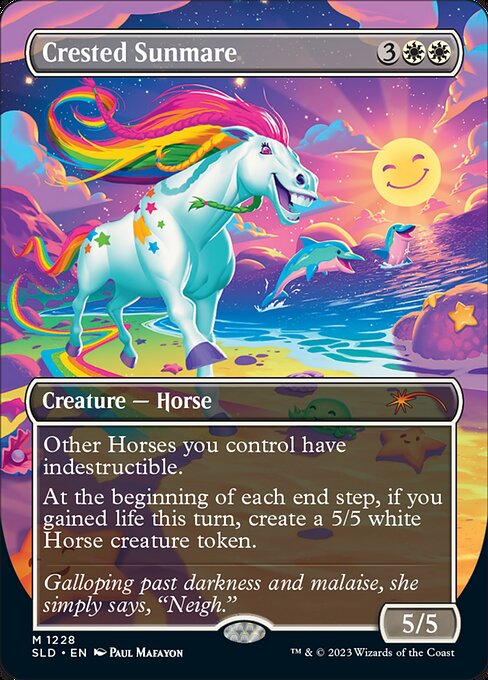 Crested Sunmare 3
Creature — Horse
Other Horses you control have
indestructible.
At the beginning of each end step, if you
gained life this turn, create a 5/5 white
Horse creature token.
Galloping past darkness and malaise, she
simply says, “Neigh.”
5/5
M 1228
SLD • EN Paul Mafayon
™ & © 2023 Wizards of the Coast